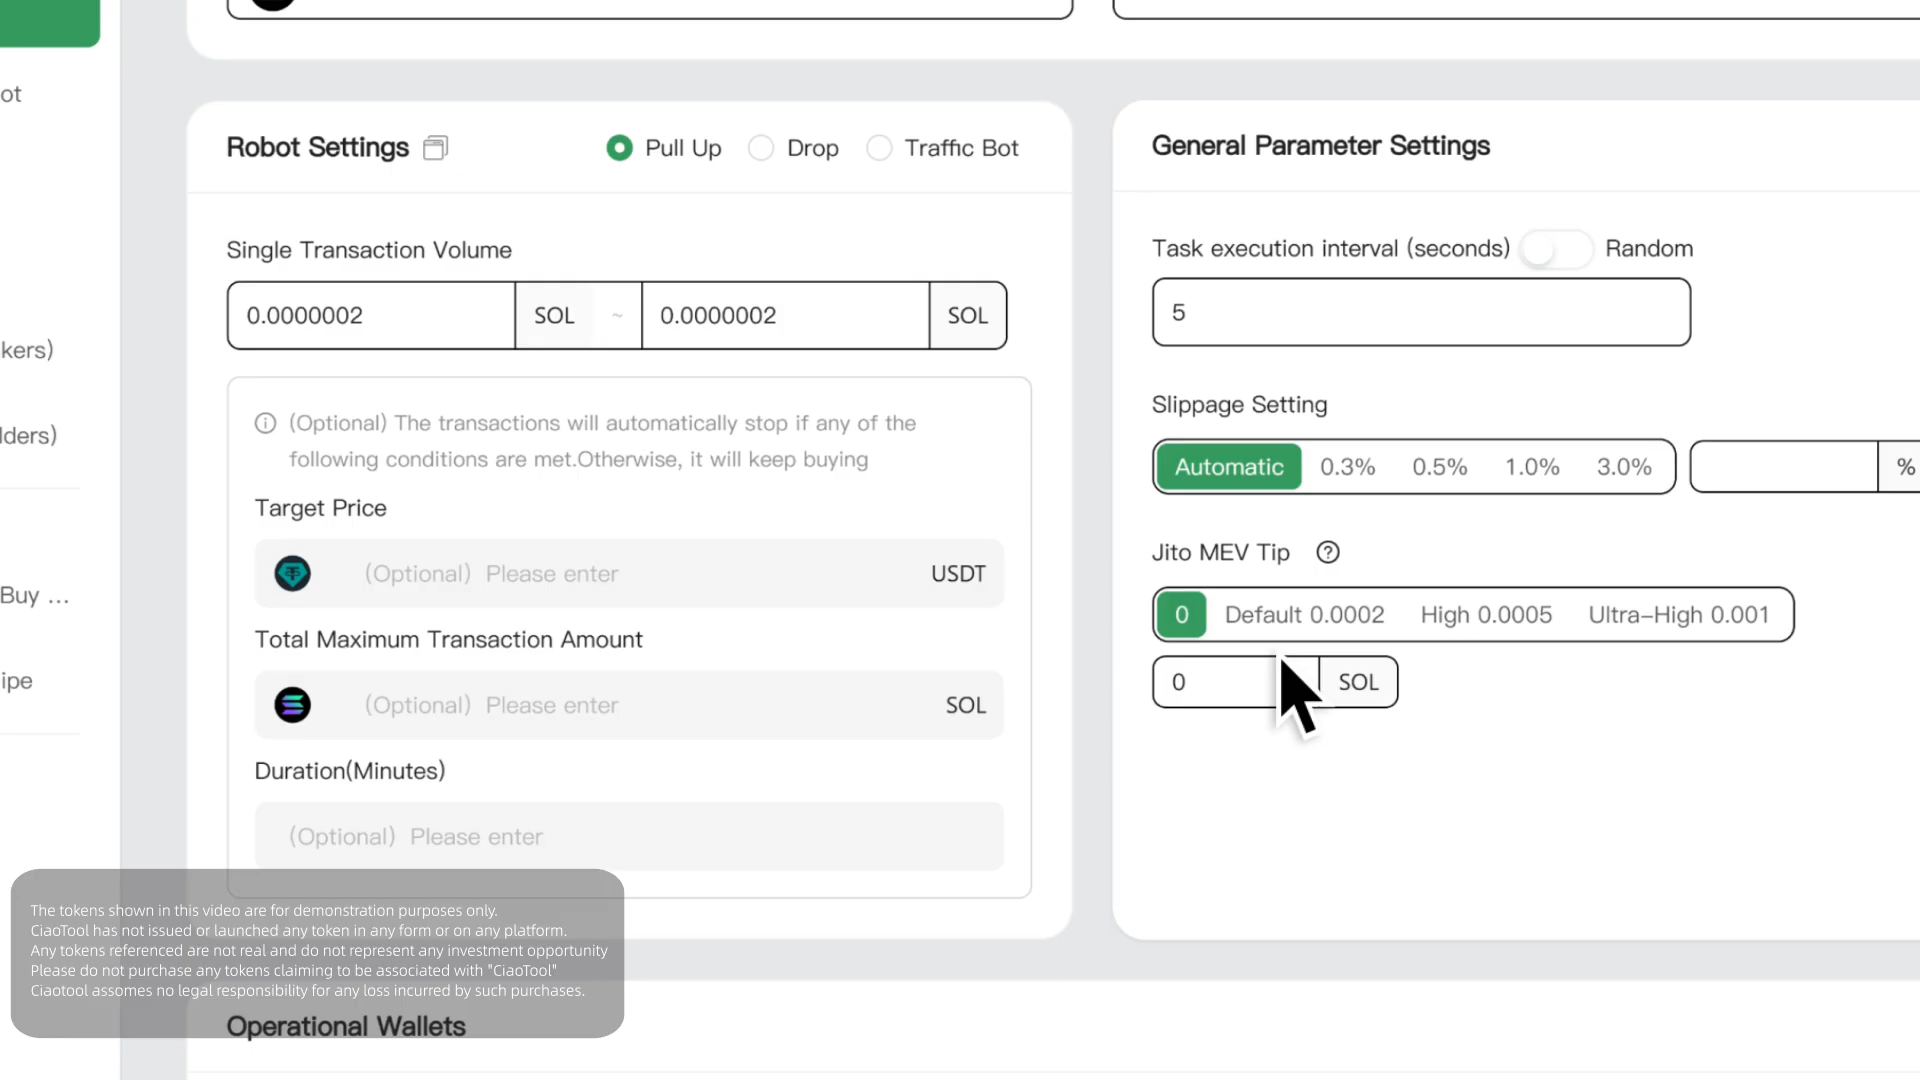 ot
kers)
lders)
Buy ...
ipe
Robot Settings
Pull Up
Drop
Traffic Bot
Single Transaction Volume
0.0000002 SOL ~ 0.0000002 SOL
(Optional) The transactions will automatically stop if any of the
following conditions are met.Otherwise, it will keep buying
Target Price
(Optional) Please enter USDT
Total Maximum Transaction Amount
(Optional) Please enter SOL
Duration(Minutes)
(Optional) Please enter
General Parameter Settings
Task execution interval (seconds) Random
5
Slippage Setting
Automatic 0.3% 0.5% 1.0% 3.0% %
Jito MEV Tip ?
0 Default 0.0002 High 0.0005 Ultra-High 0.001
0 SOL
The tokens shown in this video are for demonstration purposes only.
CiaoTool has not issued or launched any token in any form or on any platform.
Any tokens referenced are not real and do not represent any investment opportunity
Please do not purchase any tokens claiming to be associated with "CiaoTool"
Ciaotool assomes no legal responsibility for any loss incurred by such purchases.
Operational Wallets